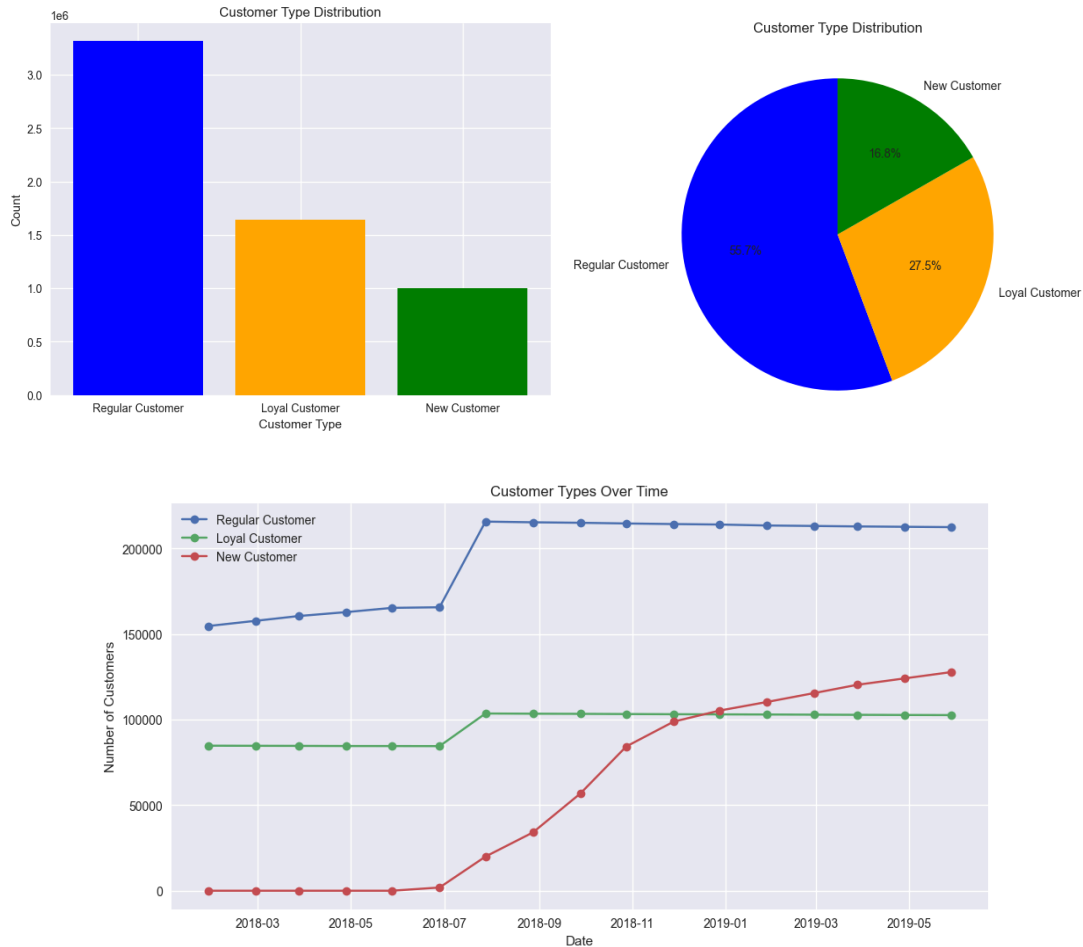 Customer Type Distribution
1e6
3.0
2.5
2.0
1.5
1.0
0.5
0.0
Count
Regular Customer
Loyal Customer
New Customer
Customer Type
Customer Type Distribution
New Customer
16.8%
Regular Customer
27.5%
Loyal Customer
Customer Types Over Time
Regular Customer
Loyal Customer
New Customer
200000
150000
100000
50000
0
Number of Customers
2018-03
2018-05
2018-07
2018-09
2018-11
2019-01
2019-03
2019-05
Date